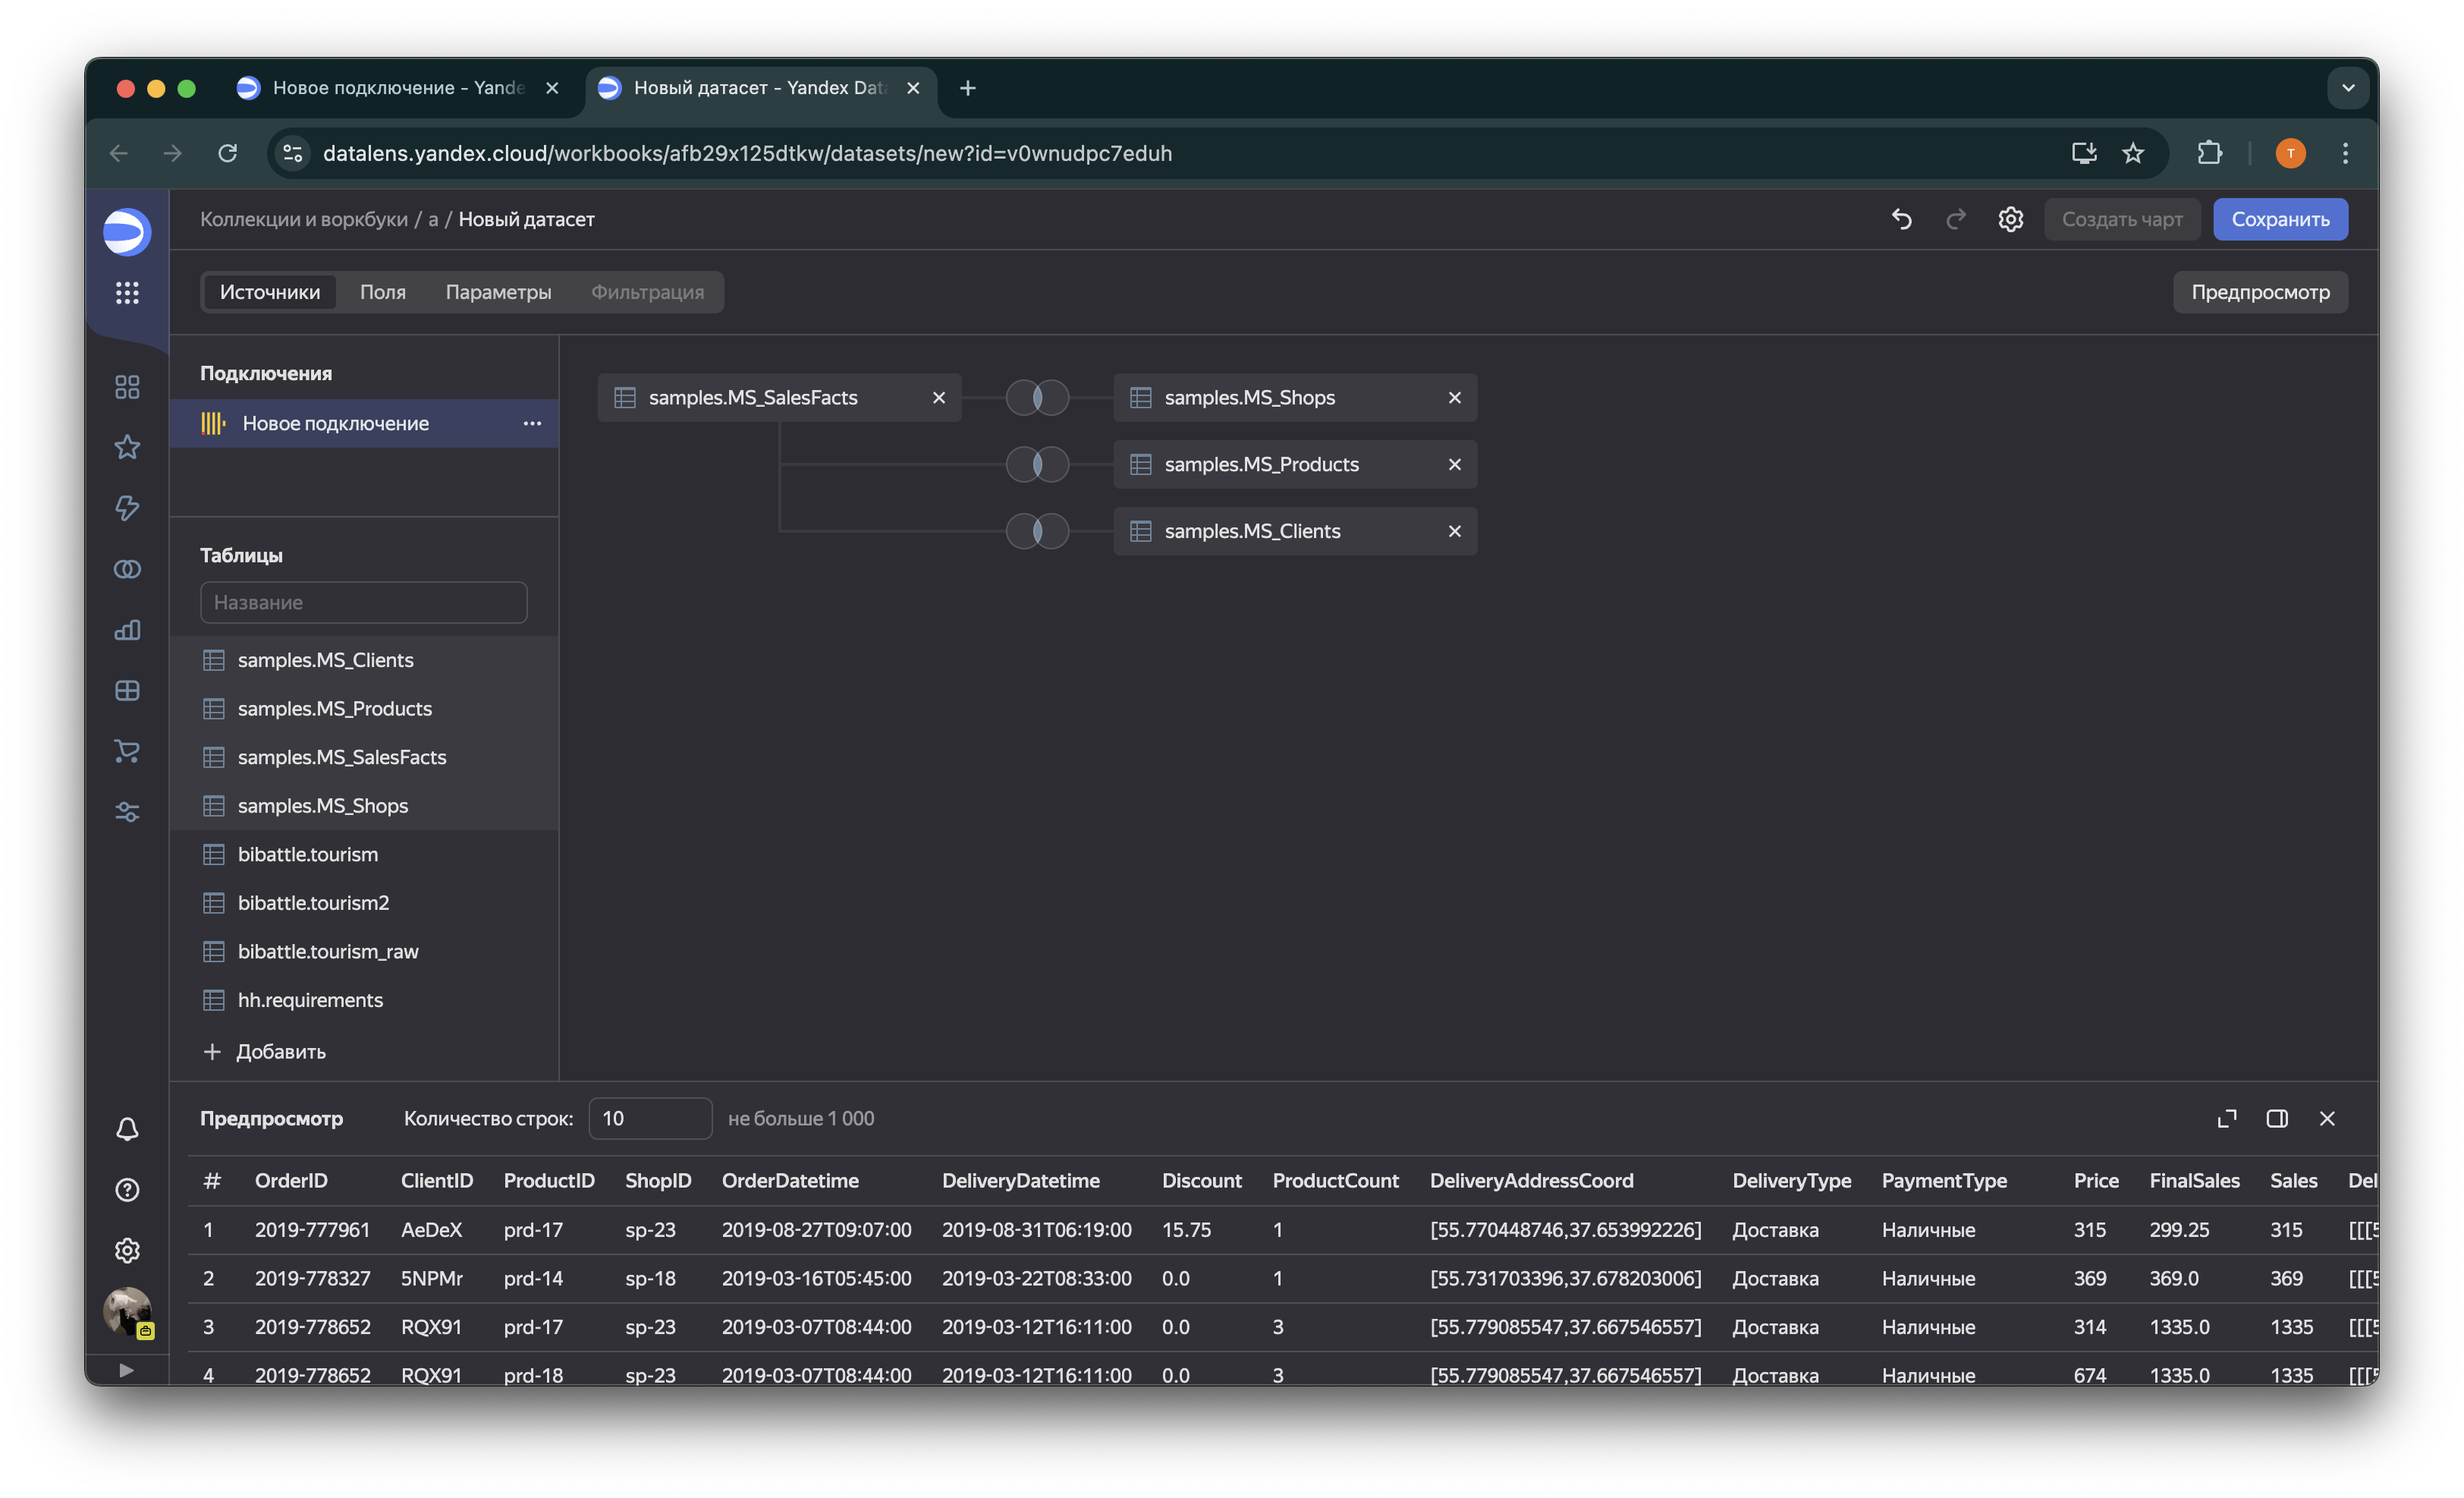 Новое подключение - Yande
Новый датасет - Yandex Data
datalens.yandex.cloud/workbooks/afb29x125dtkw/datasets/new?id=v0wnudpc7eduh
T
Коллекции и воркбуки / a / Новый датасет
Создать чарт
Сохранить
Источники
Поля
Параметры
Фильтрация
Предпросмотр
Подключения
Новое подключение
samples.MS_SalesFacts
samples.MS_Shops
samples.MS_Products
samples.MS_Clients
Таблицы
Название
samples.MS_Clients
samples.MS_Products
samples.MS_SalesFacts
samples.MS_Shops
bibattle.tourism
bibattle.tourism2
bibattle.tourism_raw
hh.requirements
+ Добавить
Предпросмотр Количество строк: 10 не больше 1 000
# OrderID ClientID ProductID ShopID OrderDatetime DeliveryDatetime Discount ProductCount DeliveryAddressCoord DeliveryType PaymentType Price FinalSales Sales Del
1 2019-777961 AeDeX prd-17 sp-23 2019-08-27T09:07:00 2019-08-31T06:19:00 15.75 1 [55.770448746,37.653992226] Доставка Наличные 315 299.25 315 [[[5
2 2019-778327 5NPMr prd-14 sp-18 2019-03-16T05:45:00 2019-03-22T08:33:00 0.0 1 [55.731703396,37.678203006] Доставка Наличные 369 369.0 369 [[[5
3 2019-778652 RQX91 prd-17 sp-23 2019-03-07T08:44:00 2019-03-12T16:11:00 0.0 3 [55.779085547,37.667546557] Доставка Наличные 314 1335.0 1335 [[[5
4 2019-778652 RQX91 prd-18 sp-23 2019-03-07T08:44:00 2019-03-12T16:11:00 0.0 3 [55.779085547,37.667546557] Доставка Наличные 674 1335.0 1335 [[[5